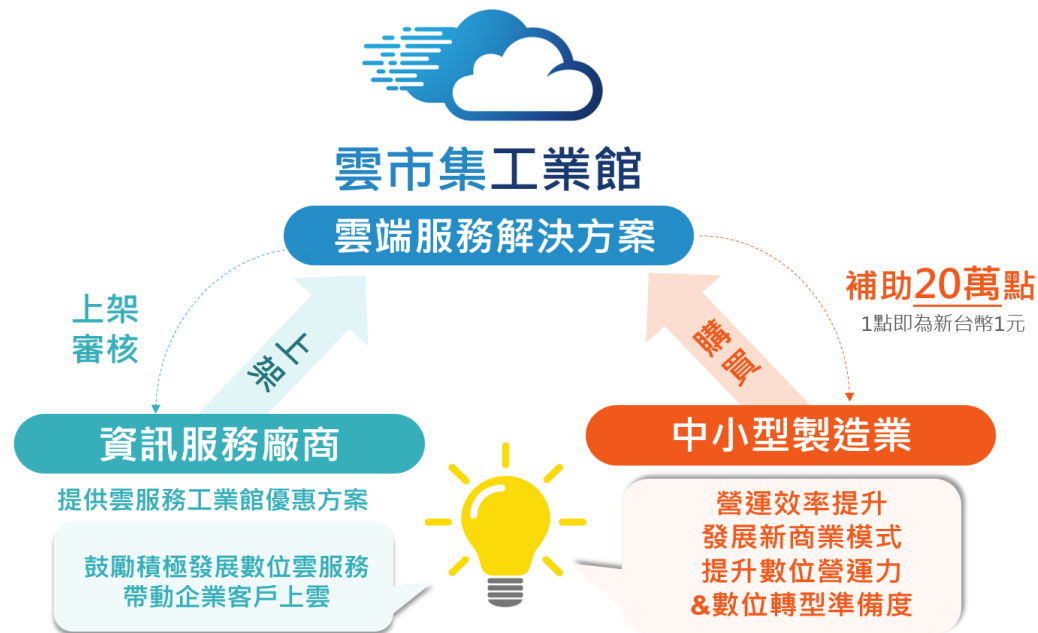 雲市集工業館
雲端服務解決方案
上架
審核
上架
購買
補助20萬點
1點即為新台幣1元
資訊服務廠商
中小型製造業
提供雲服務工業館優惠方案
鼓勵積極發展數位雲服務
帶動企業客戶上雲
營運效率提升
發展新商業模式
提升數位營運力
&數位轉型準備度